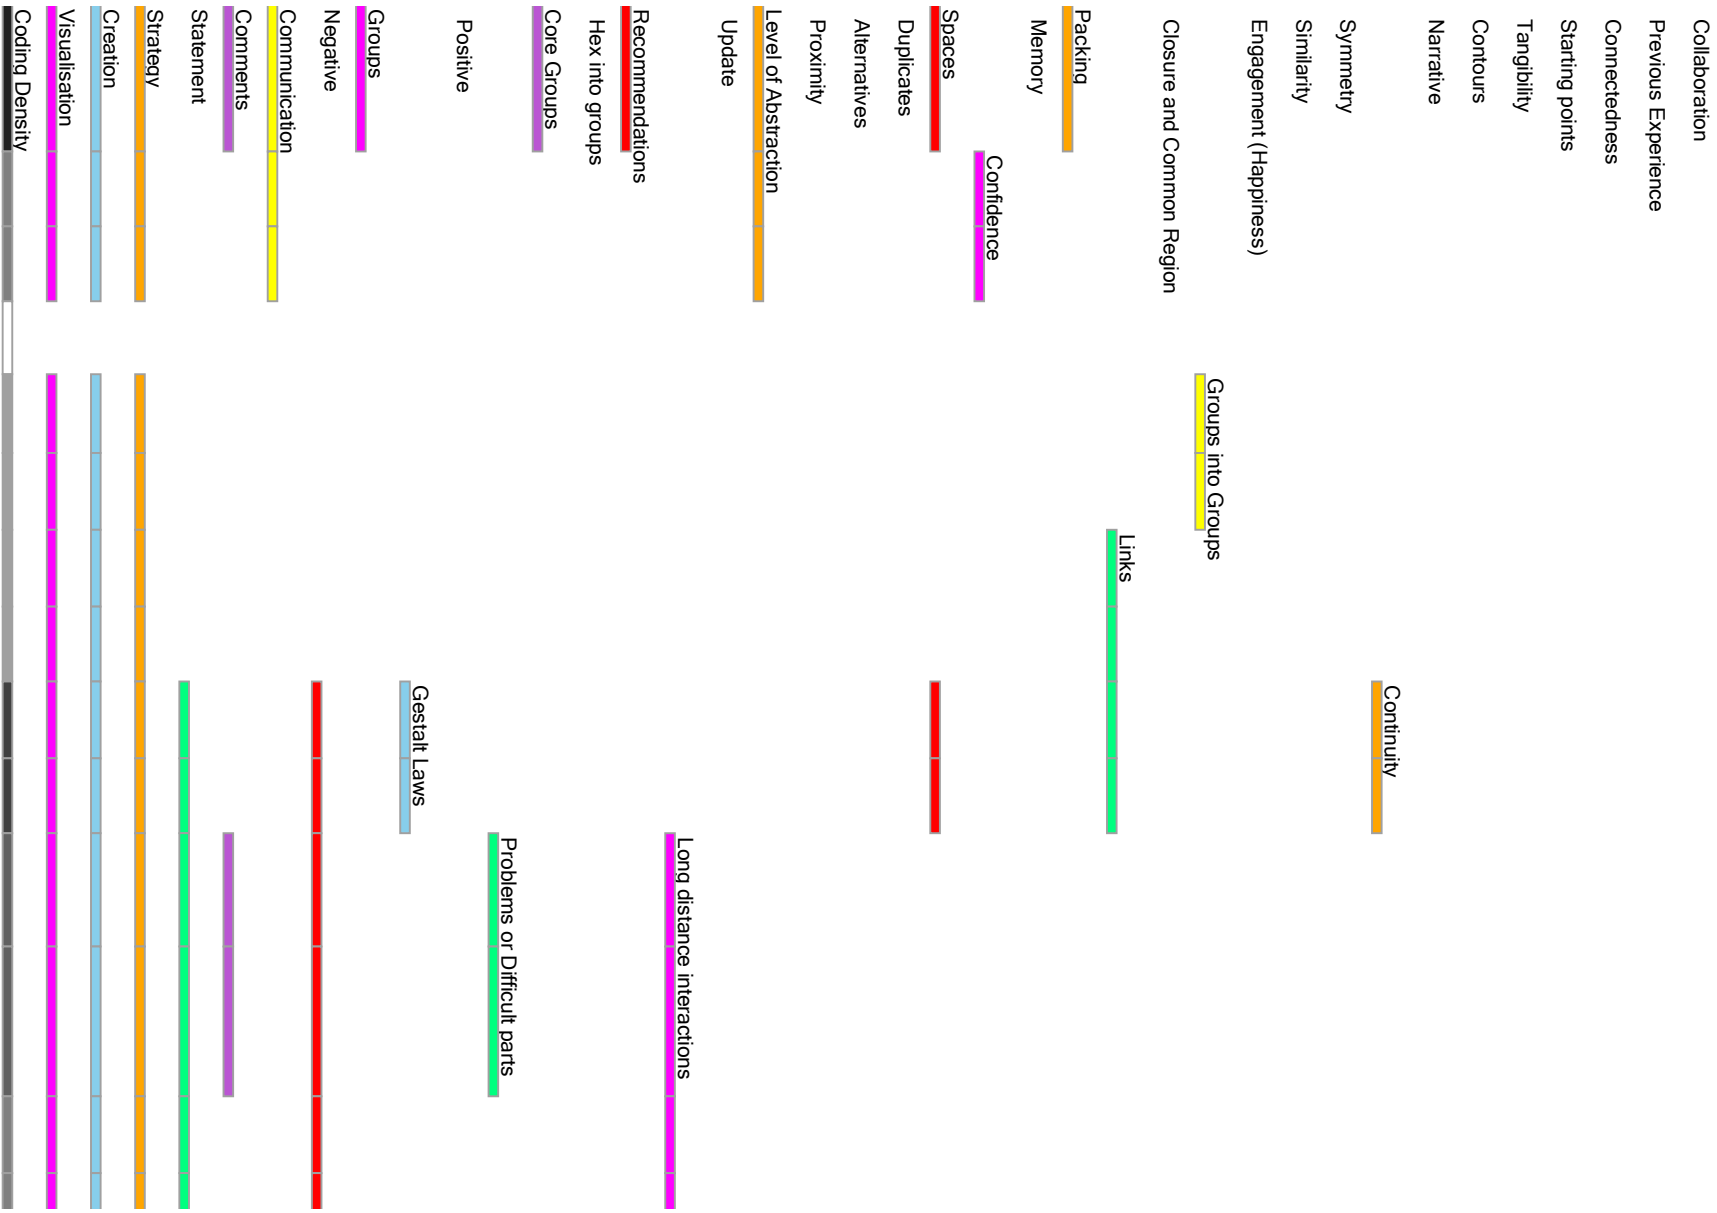 Coding Density
Visualisation
Creation
Strategy
Statement
Comments
Communication
Negative
Groups
Gestalt Laws
Positive
Problems or Difficult parts
Core Groups
Hex into groups
Recommendations
Long distance interactions
Update
Level of Abstraction
Proximity
Alternatives
Duplicates
Spaces
Confidence
Memory
Packing
Links
Closure and Common Region
Groups into Groups
Engagement (Happiness)
Similarity
Symmetry
Continuity
Narrative
Contours
Tangibility
Starting points
Connectedness
Previous Experience
Collaboration